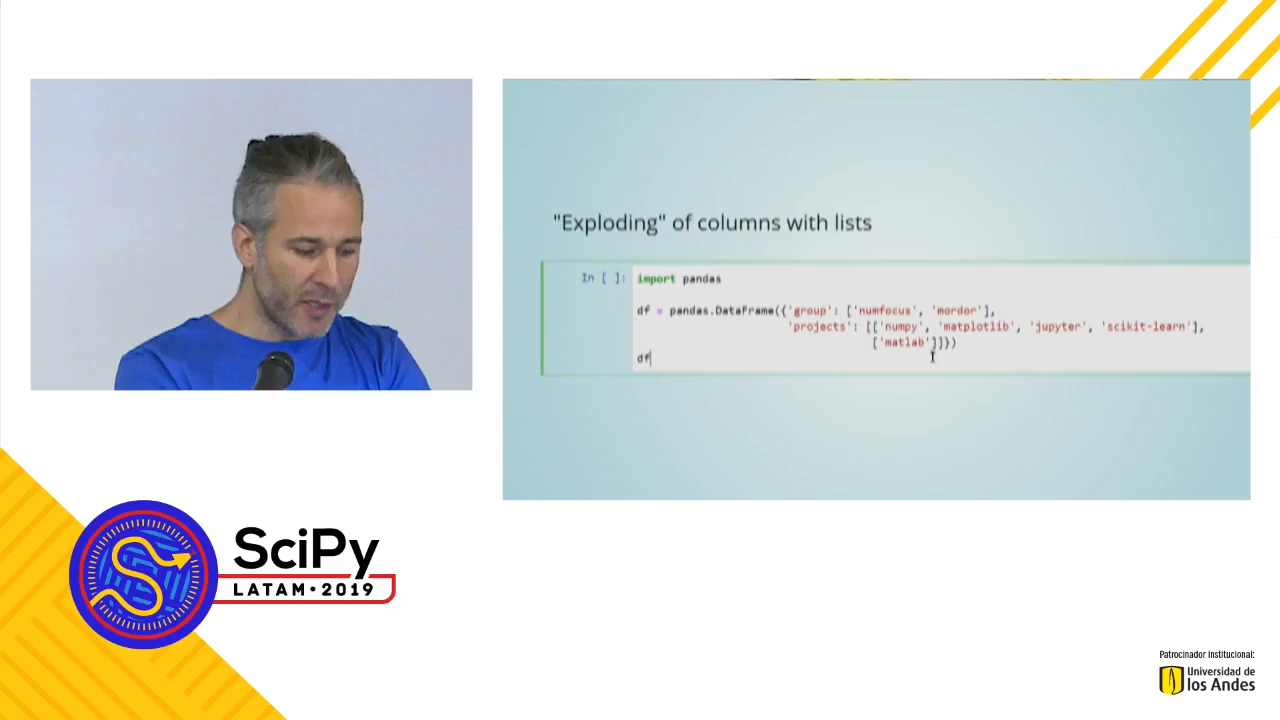 "Exploding" of columns with lists
In [ ]: import pandas
df = pandas.DataFrame({'group': ['numfocus', 'mordor'],
'projects': [['numpy', 'matplotlib', 'jupyter', 'scikit-learn'],
['matlab']]})
df
SciPy
LATAM·2019
Patrocinador Institucional:
Universidad de
los Andes